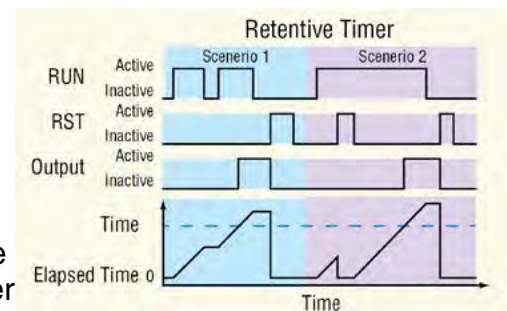 Retentive Timer
Scenerio 1 Scenerio 2
RUN Active
Inactive
RST Active
Inactive
Output Active
Inactive
Time
e
Elapsed Time o
er
Time